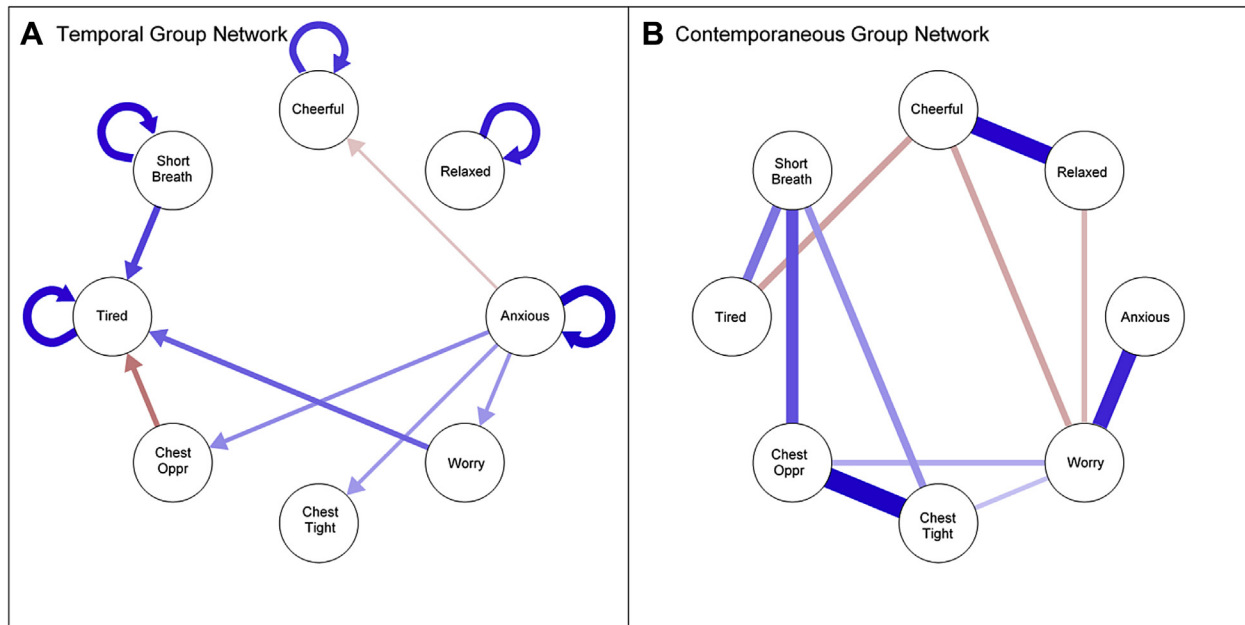 A Temporal Group Network
Cheerful
Short
Breath
Relaxed
Tired
Anxious
Chest
Oppr
Worry
Chest
Tight
B Contemporaneous Group Network
Cheerful
Short
Breath
Relaxed
Tired
Anxious
Chest
Oppr
Worry
Chest
Tight